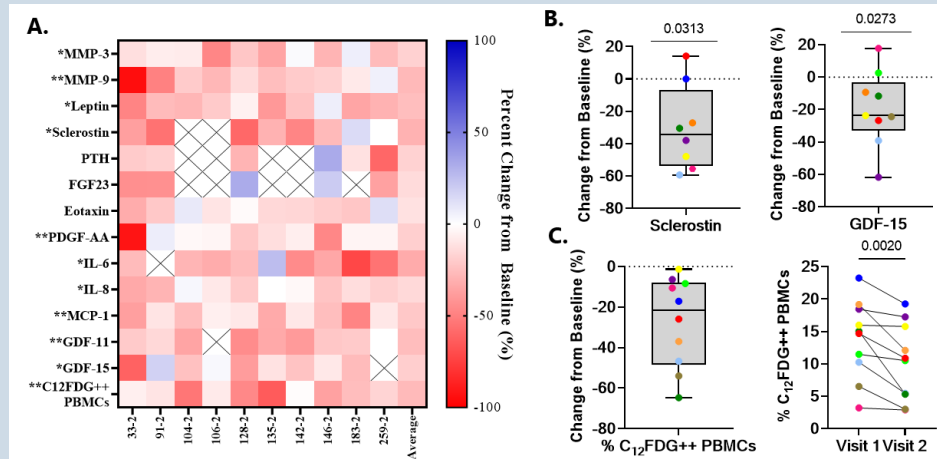 A.
*MMP-3
**MMP-9
*Leptin
*Sclerostin
PTH
FGF23
Eotaxin
**PDGF-AA
*IL-6
*IL-8
**MCP-1
**GDF-11
*GDF-15
**C12FDG++
PBMCs
33-2
91-2
104-2
106-2
128-2
135-2
142-2
146-2
183-2
259-2
Average
100
50
0
-50
-100
Percent Change from Baseline (%)
B.
0.0313
Change from Baseline (%)
20
0
-20
-40
-60
-80
Sclerostin
0.0273
Change from Baseline (%)
40
20
0
-20
-40
-60
-80
GDF-15
C.
Change from Baseline (%)
0
-20
-40
-60
-80
% C₁₂FDG++ PBMCs
0.0020
% C₁₂FDG++ PBMCs
25
20
15
10
5
0
Visit 1 Visit 2